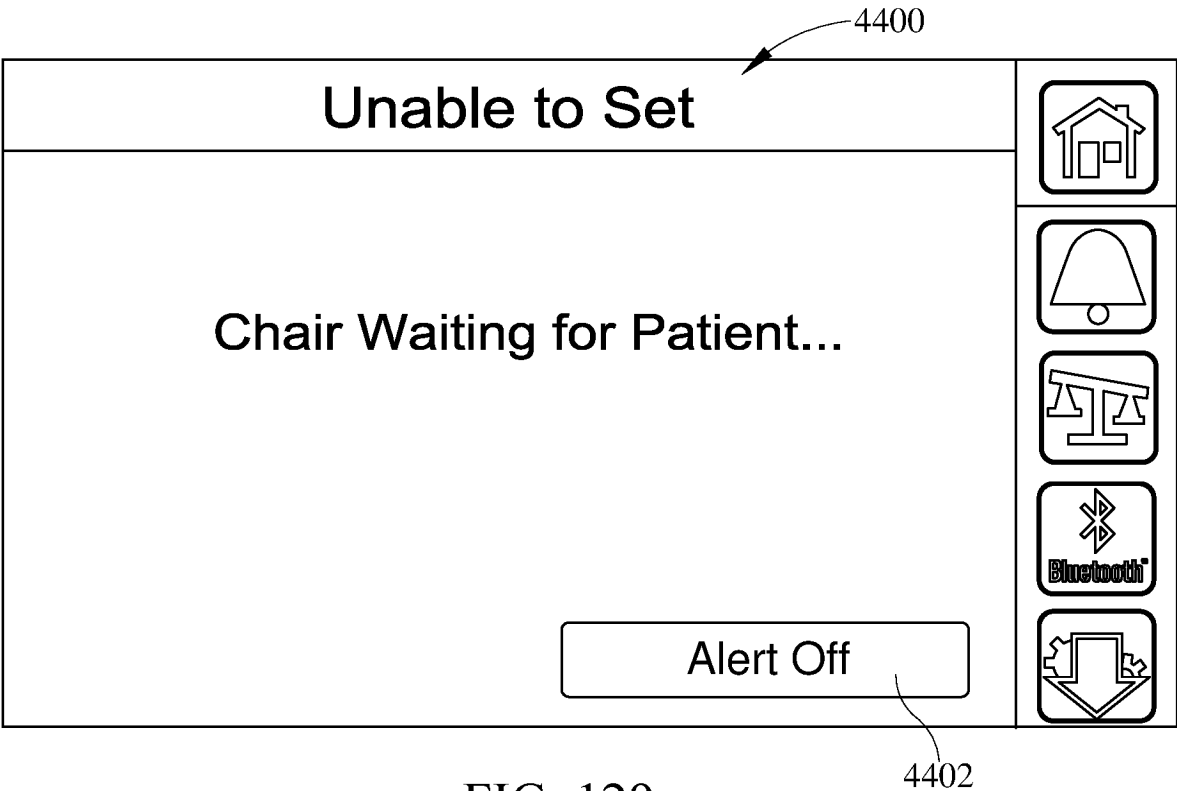 4400
Unable to Set
Chair Waiting for Patient...
Bluetooth
Alert Off
4402
FIG. 120